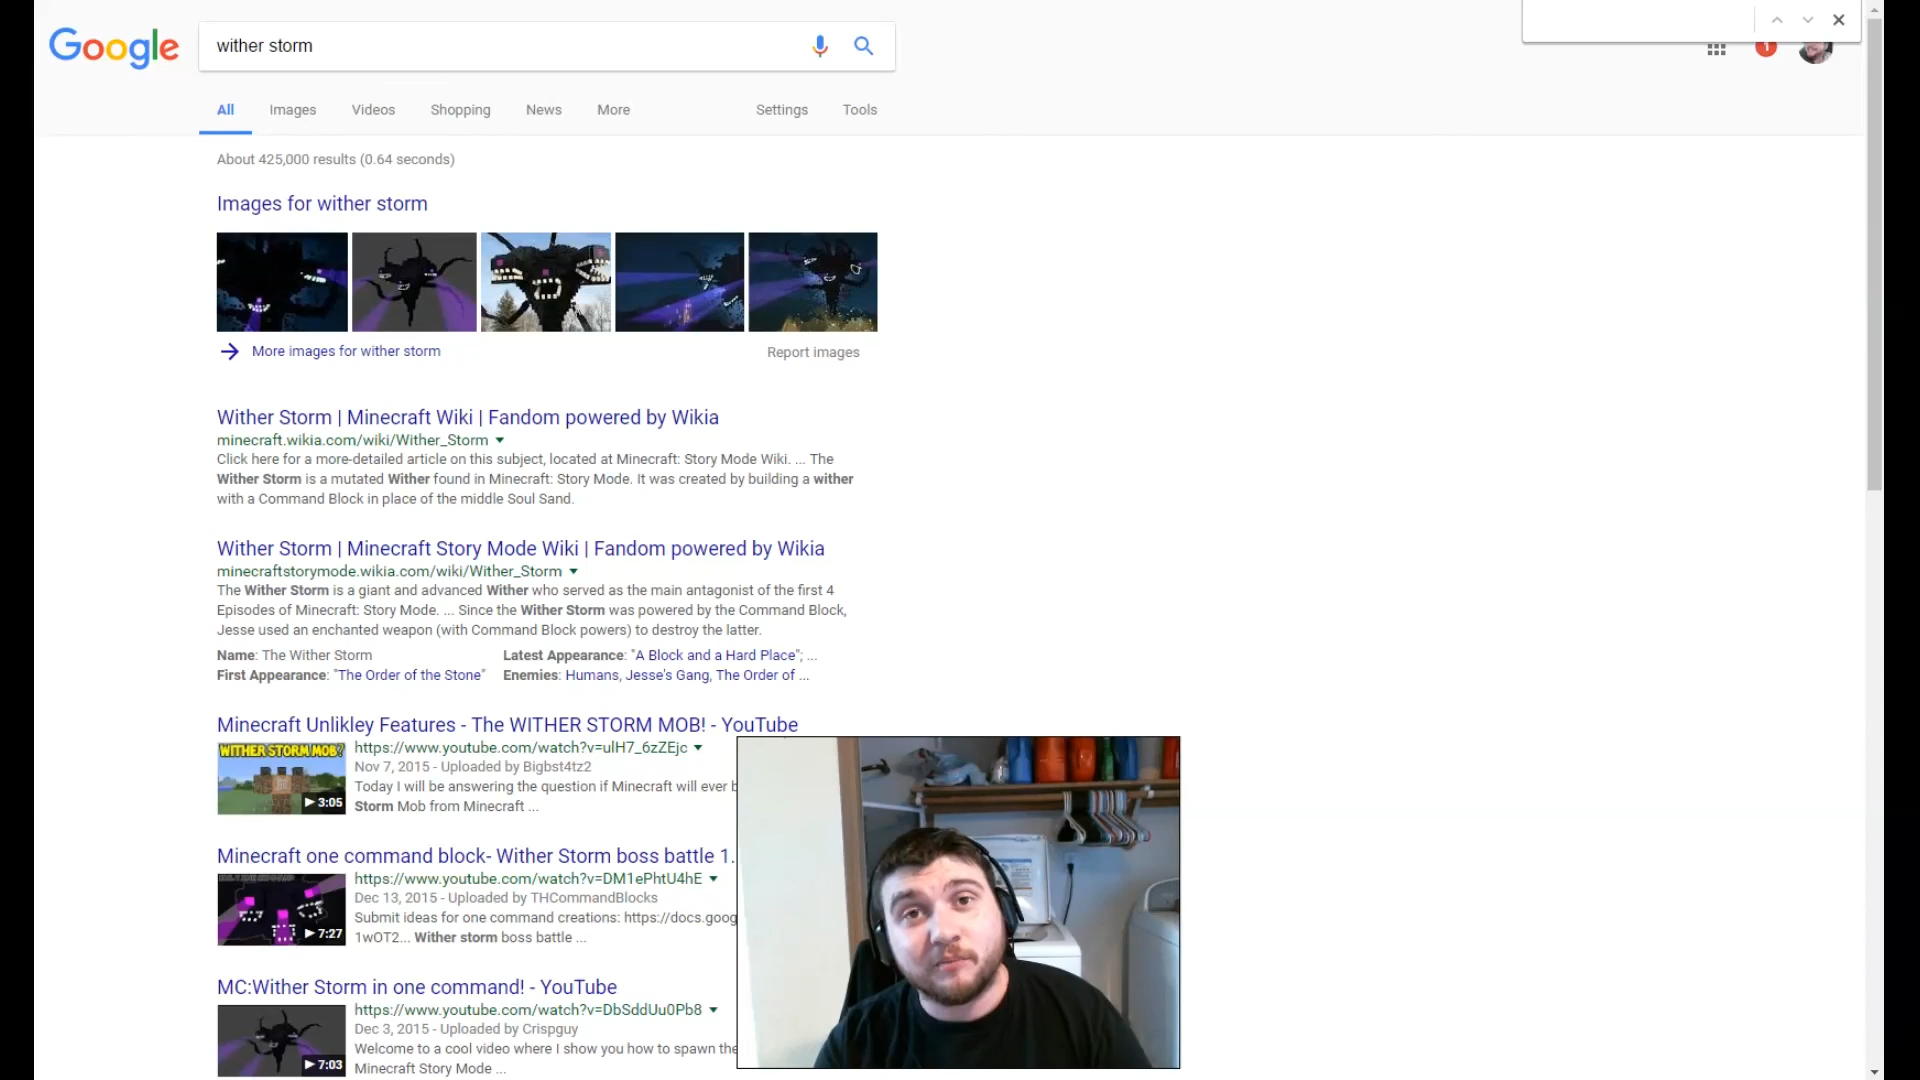 Google
wither storm
1
All Images Videos Shopping News More Settings Tools
About 425,000 results (0.64 seconds)
Images for wither storm
More images for wither storm
Report images
Wither Storm | Minecraft Wiki | Fandom powered by Wikia
minecraft.wikia.com/wiki/Wither_Storm
Click here for a more-detailed article on this subject, located at Minecraft: Story Mode Wiki. ... The
Wither Storm is a mutated Wither found in Minecraft: Story Mode. It was created by building a wither
with a Command Block in place of the middle Soul Sand.
Wither Storm | Minecraft Story Mode Wiki | Fandom powered by Wikia
minecraftstorymode.wikia.com/wiki/Wither_Storm
The Wither Storm is a giant and advanced Wither who served as the main antagonist of the first 4
Episodes of Minecraft: Story Mode. ... Since the Wither Storm was powered by the Command Block,
Jesse used an enchanted weapon (with Command Block powers) to destroy the latter.
Name: The Wither Storm Latest Appearance: "A Block and a Hard Place"; ...
First Appearance: "The Order of the Stone" Enemies: Humans, Jesse's Gang, The Order of ...
Minecraft Unlikley Features - The WITHER STORM MOB! - YouTube
WITHER STORM MOB?
3:05
https://www.youtube.com/watch?v=ulH7_6zZEjc
Nov 7, 2015 - Uploaded by Bigbst4tz2
Today I will be answering the question if Minecraft will ever
Storm Mob from Minecraft ...
Minecraft one command block- Wither Storm boss battle 1.
7:27
https://www.youtube.com/watch?v=DM1ePhtU4hE
Dec 13, 2015 - Uploaded by THCommandBlocks
Submit ideas for one command creations: https://docs.goog
1wOT2... Wither storm boss battle ...
MC:Wither Storm in one command! - YouTube
7:03
https://www.youtube.com/watch?v=DbSddUu0Pb8
Dec 3, 2015 - Uploaded by Crispguy
Welcome to a cool video where I show you how to spawn the
Minecraft Story Mode ...